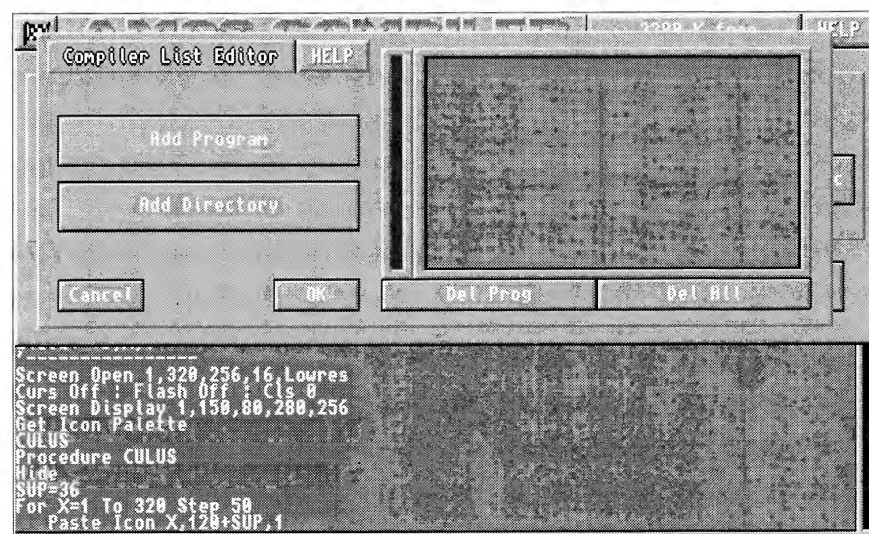 HELP
Compiler List Editor HELP
Add Program
Add Directory
Cancel OK Del Prog Del All
Screen Open 1,320,256,16,Lowres
Curs Off : Flash Off : Cls 0
Screen Display 1,150,80,280,256
Get Icon Palette
CULUS
Procedure CULUS
Hide
SUP=36
For X=1 To 320 Step 50
Paste Icon X,120+SUP,1